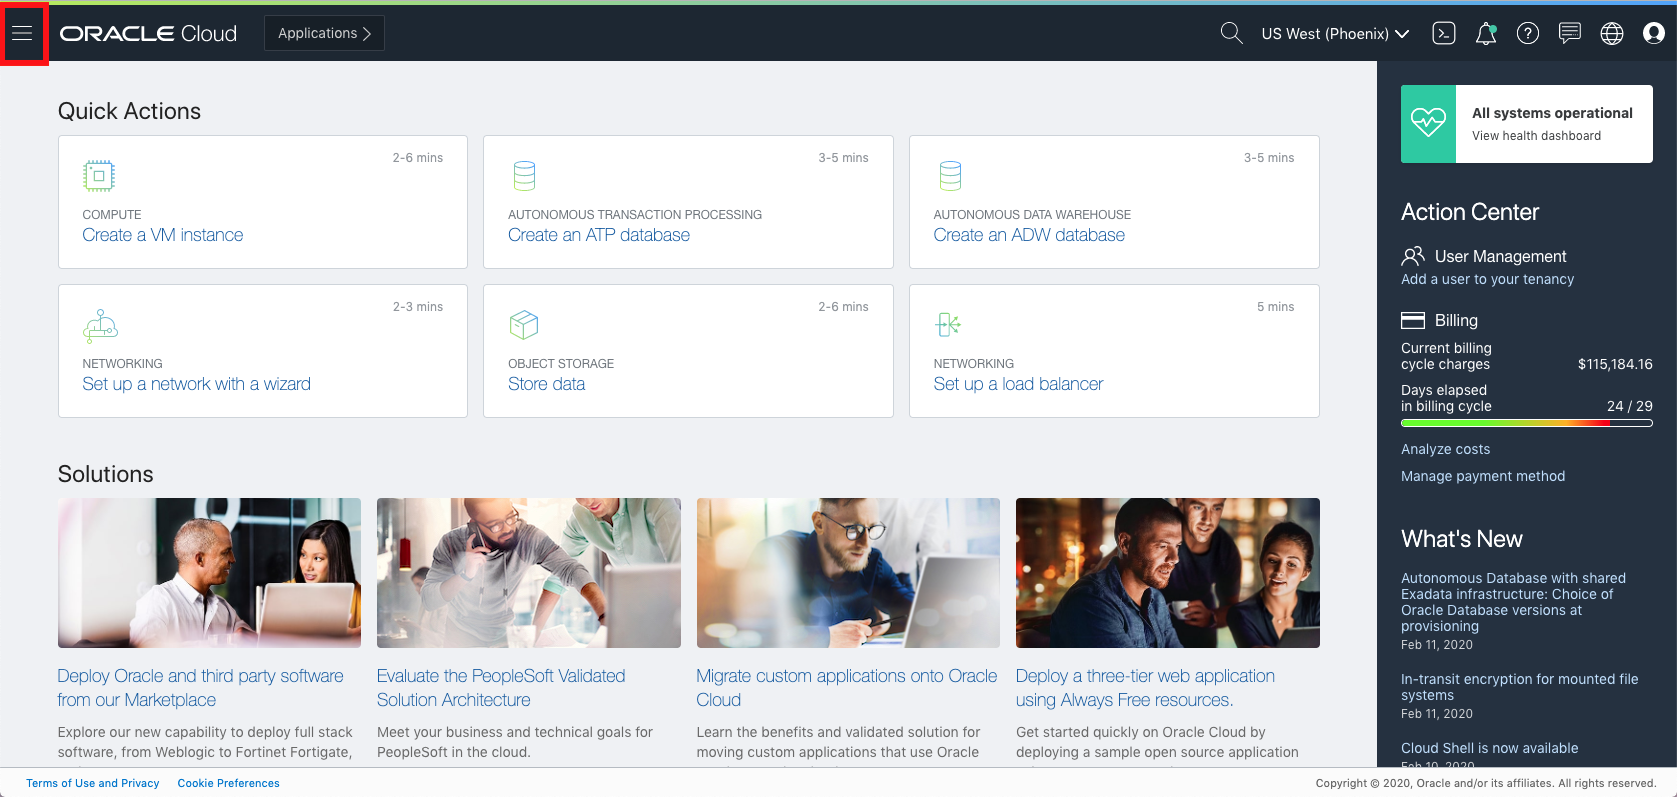 ORACLE Cloud
Applications
US West (Phoenix)
Quick Actions
2-6 mins
COMPUTE
Create a VM instance
3-5 mins
AUTONOMOUS TRANSACTION PROCESSING
Create an ATP database
3-5 mins
AUTONOMOUS DATA WAREHOUSE
Create an ADW database
2-3 mins
NETWORKING
Set up a network with a wizard
2-6 mins
OBJECT STORAGE
Store data
5 mins
NETWORKING
Set up a load balancer
Solutions
Deploy Oracle and third party software
from our Marketplace
Explore our new capability to deploy full stack
software, from Weblogic to Fortinet Fortigate,
Evaluate the PeopleSoft Validated
Solution Architecture
Meet your business and technical goals for
PeopleSoft in the cloud.
Migrate custom applications onto Oracle
Cloud
Learn the benefits and validated solution for
moving custom applications that use Oracle
Deploy a three-tier web application
using Always Free resources.
Get started quickly on Oracle Cloud by
deploying a sample open source application
All systems operational
View health dashboard
Action Center
User Management
Add a user to your tenancy
Billing
Current billing
cycle charges $115,184.16
Days elapsed
in billing cycle 24 / 29
Analyze costs
Manage payment method
What's New
Autonomous Database with shared
Exadata infrastructure: Choice of
Oracle Database versions at
provisioning
Feb 11, 2020
In-transit encryption for mounted file
systems
Feb 11, 2020
Cloud Shell is now available
Feb 10, 2020
Terms of Use and Privacy Cookie Preferences
Copyright © 2020, Oracle and/or its affiliates. All rights reserved.